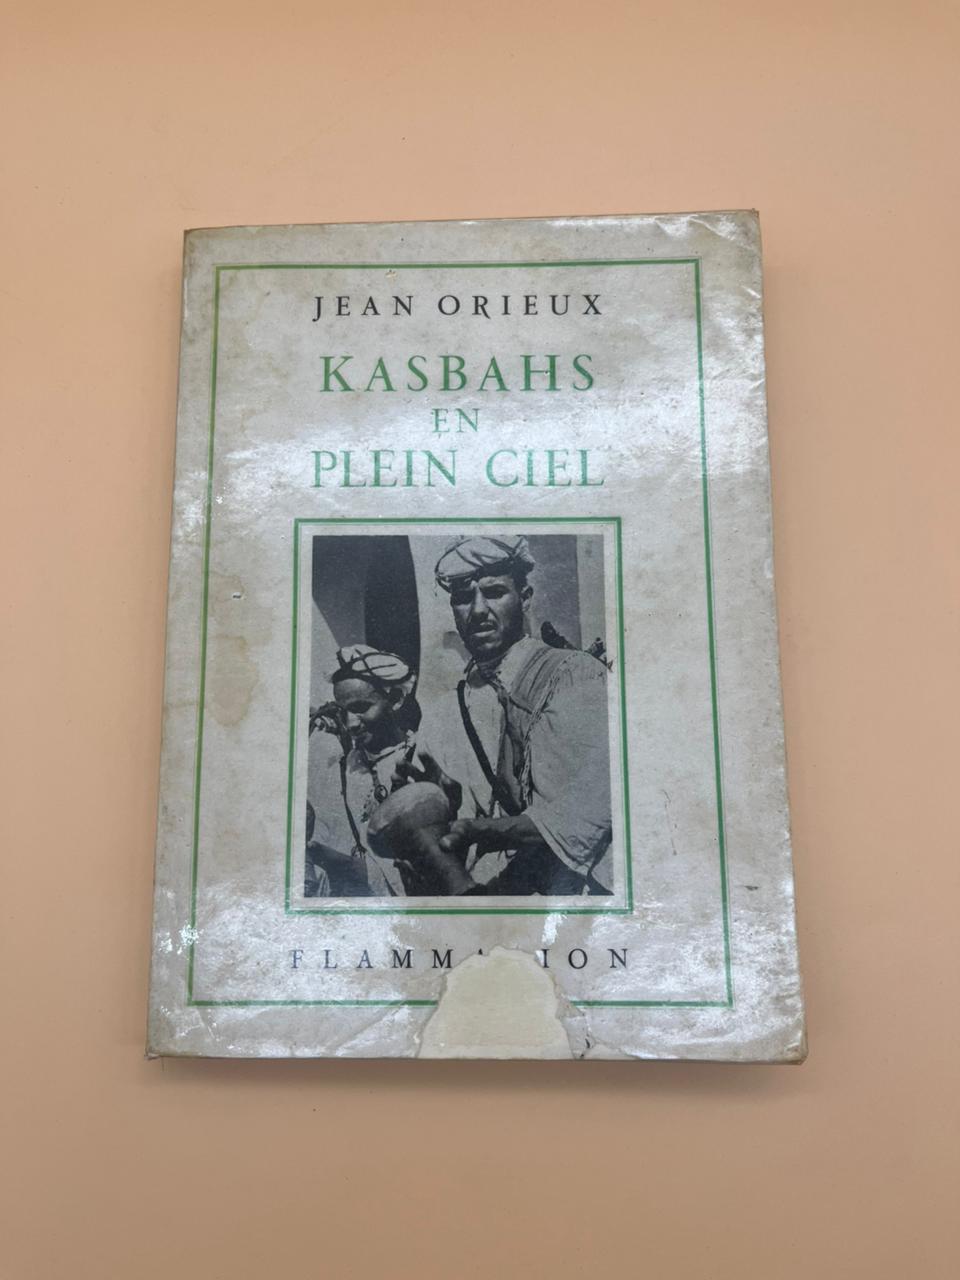 JEAN ORIEUX
KASBAHS
EN
PLEIN CIEL